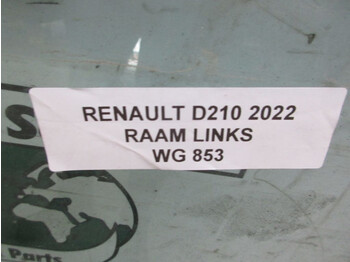 S
RENAULT D210 2022
RAAM LINKS
WG 853
Parts